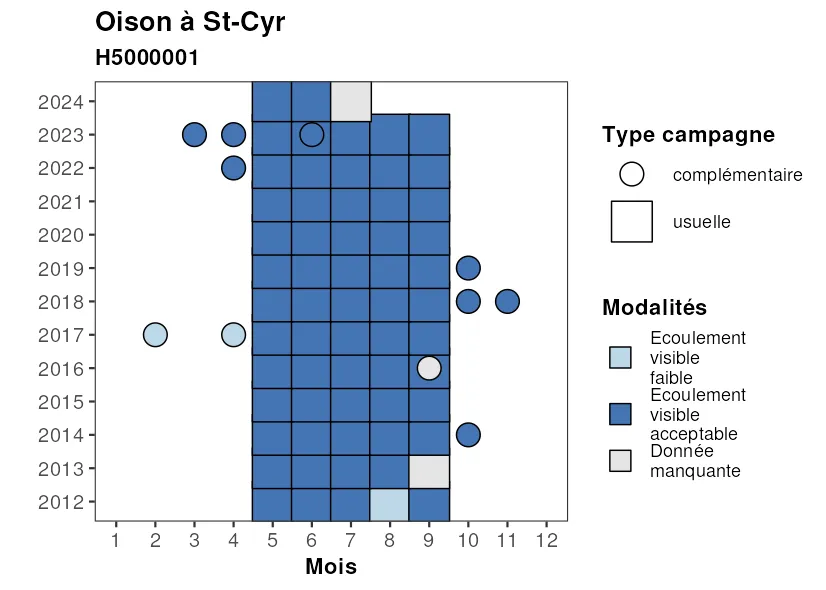 Oison à St-Cyr
H5000001
2024
2023
2022
2021
2020
2019
2018
2017
2016
2015
2014
2013
2012
1 2 3 4 5 6 7 8 9 10 11 12
Mois
Type campagne
complémentaire
usuelle
Modalités
Ecoulement
visible
faible
Ecoulement
visible
acceptable
Donnée
manquante